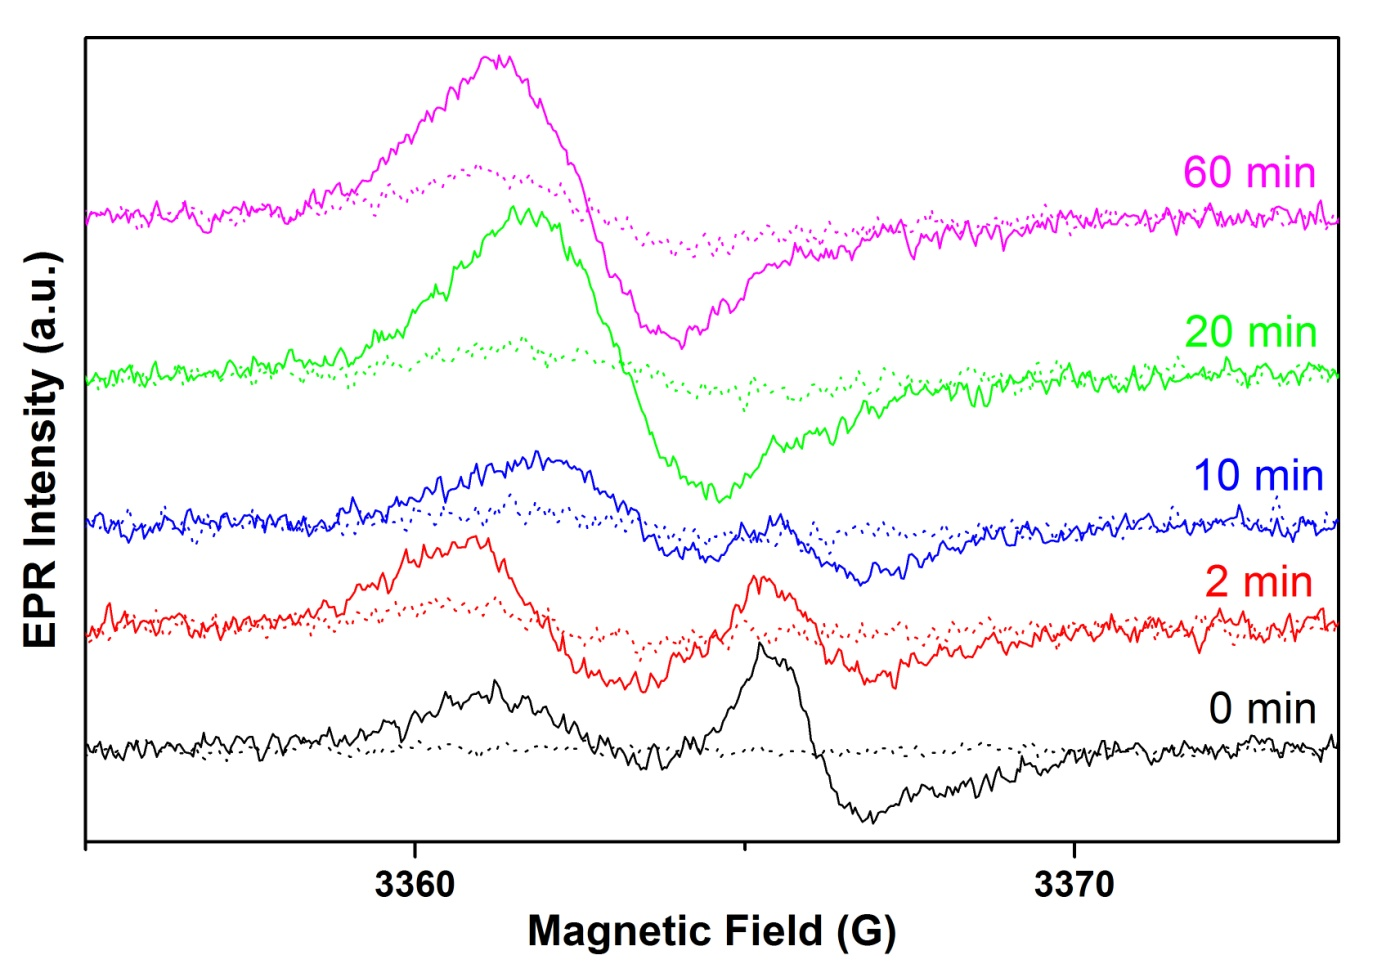 60 min
20 min
10 min
2 min
0 min
EPR Intensity (a.u.)
3360 3370
Magnetic Field (G)